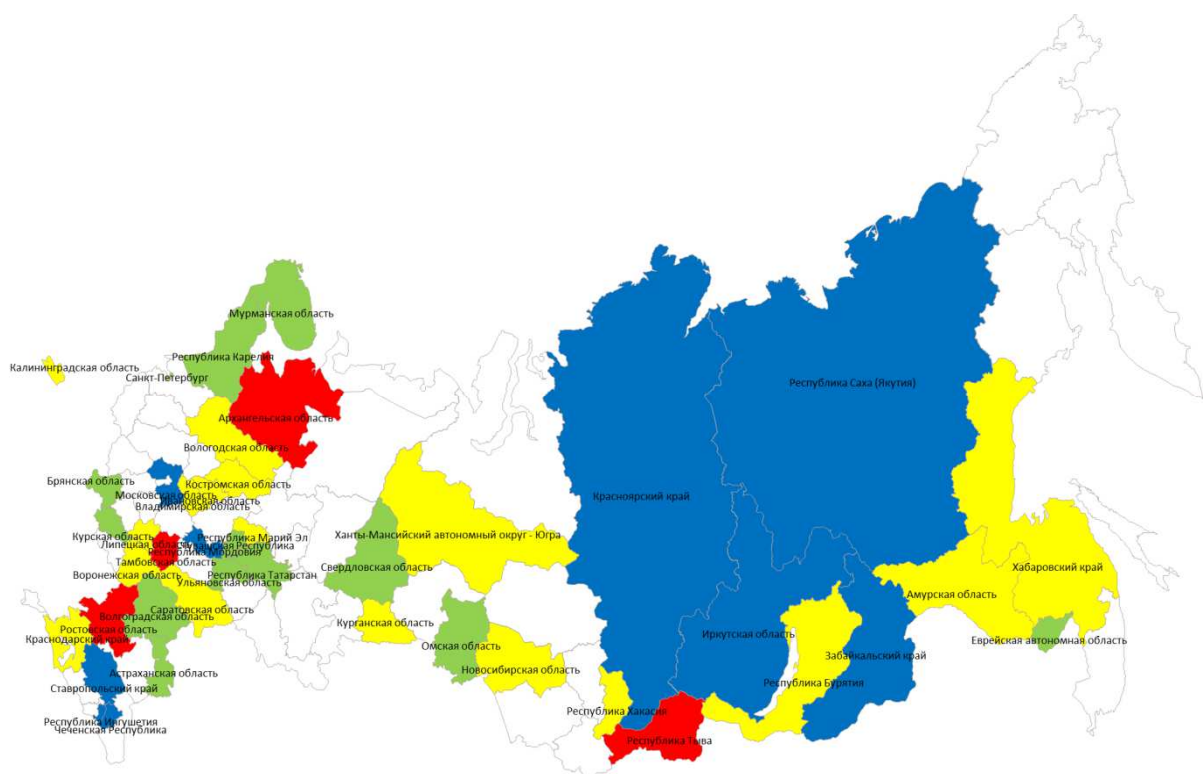 Мурманская область
Республика Карелия
Калининградская область
Санкт-Петербург
Республика Саха (Якутия)
Архангельская область
Вологодская область
Брянская область
Костромская область
Московская область
Ивановская область
Владимирская область
Красноярский край
Курская область
Республика Марий Эл
Липецкая область
Чувашская Республика
Республика Мордовия
Ханты-Мансийский автономный округ - Югра
Тамбовская область
Свердловская область
Хабаровский край
Воронежская область
Республика Татарстан
Ульяновская область
Амурская область
Саратовская область
Волгоградская область
Курганская область
Ростовская область
Краснодарский край
Иркутская область
Еврейская автономная область
Омская область
Забайкальский край
Астраханская область
Новосибирская область
Ставропольский край
Республика Бурятия
Республика Хакасия
Республика Ингушетия
Чеченская Республика
Республика Тыва